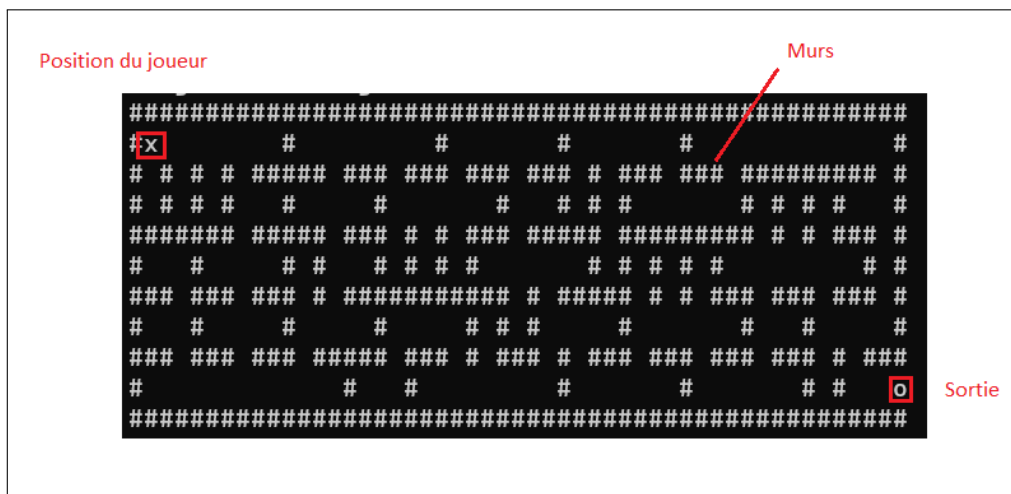 Position du joueur
Murs
###################################################
#x        #         #       #       #             #
# # # # ##### ### ### ### ### # ### ### ######### #
# # # #   #     #       #   # # #       # # # #   #
####### ##### ### # # ### ##### ######### # # ### #
#   #     # #   # # # #       # # # # #         # #
### ### ### # ########### # ##### # # ### ### ### #
#   #     #     #     # # #     #       #   #     #
### ### ### ##### ### # ### # ### ### ### ### # ###
#             #   #         #       #       # #   o
###################################################
Sortie